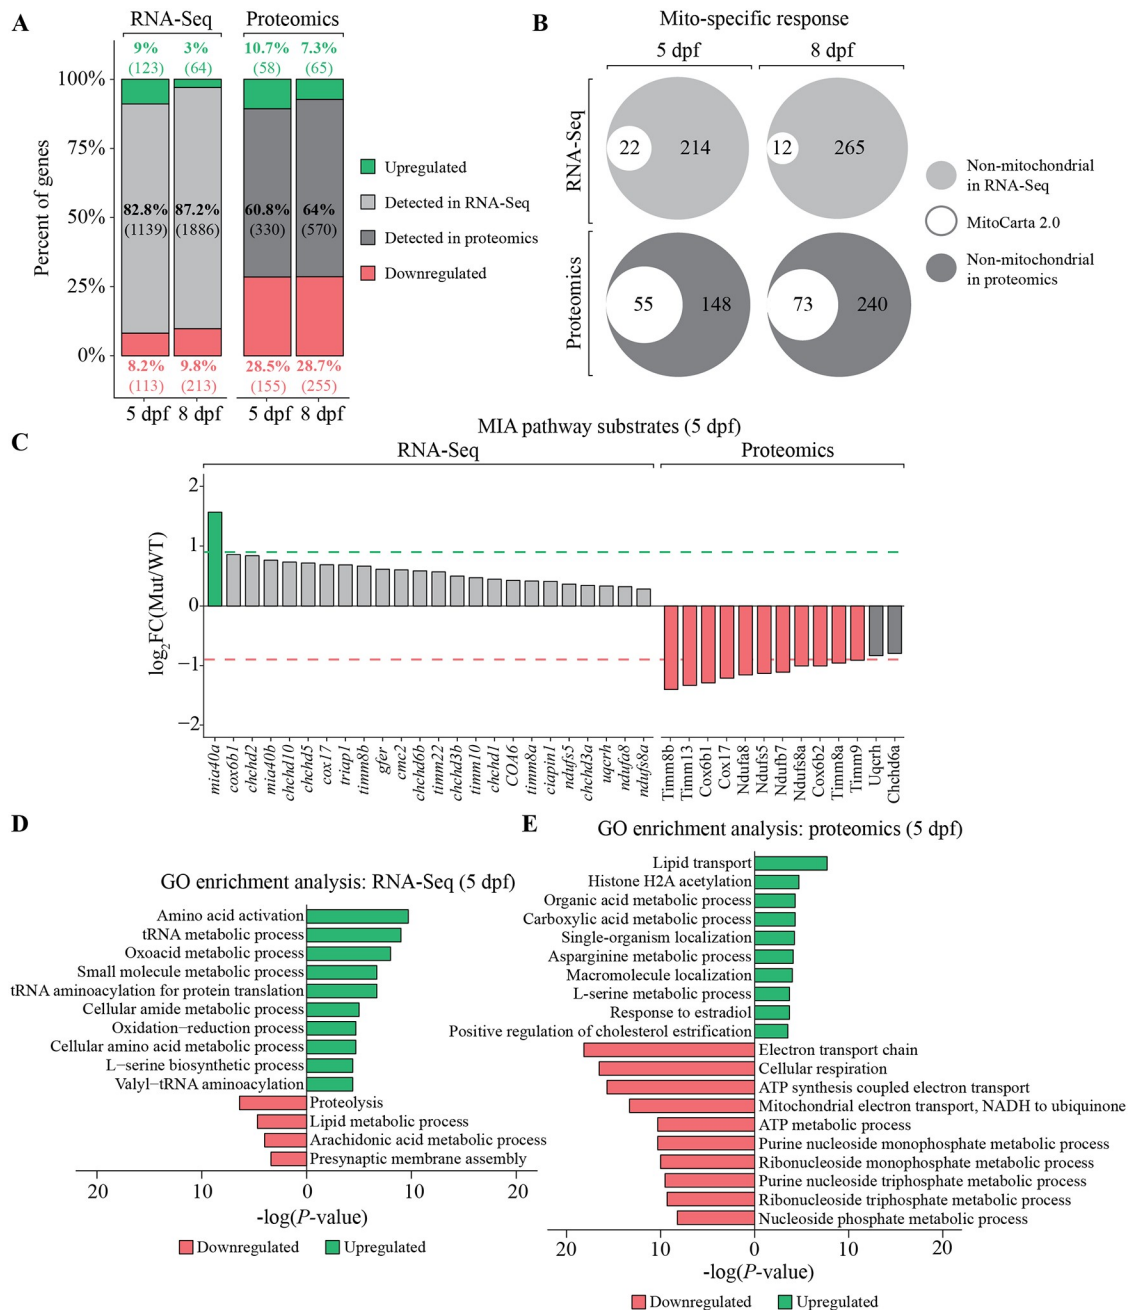 A
RNA-Seq
Proteomics
9%
3%
10.7%
7.3%
(123)
(64)
(58)
(65)
100%
75%
50%
25%
0%
Percent of genes
82.8%
87.2%
60.8%
64%
(1139)
(1886)
(330)
(570)
8.2%
9.8%
28.5%
28.7%
(113)
(213)
(155)
(255)
5 dpf
8 dpf
5 dpf
8 dpf
Upregulated
Detected in RNA-Seq
Detected in proteomics
Downregulated
B
Mito-specific response
5 dpf
8 dpf
RNA-Seq
22
214
12
265
Proteomics
55
148
73
240
Non-mitochondrial
in RNA-Seq
MitoCarta 2.0
Non-mitochondrial
in proteomics
C
MIA pathway substrates (5 dpf)
RNA-Seq
Proteomics
log2FC(Mut/WT)
2
1
0
−1
−2
mia40a
cox6b1
chchd2
mia40b
chchd10
chchd5
cox17
triap1
timm8b
gfer
cmc2
chchd6b
timm22
chchd3b
timm10
chchd1
COA6
timm8a
ciapin1
ndufs5
chchd3a
uqcrh
ndufa8
ndufs8a
Timm8b
Timm13
Cox6b1
Cox17
Ndufa8
Ndufs5
Ndufb7
Ndufs8a
Cox6b2
Timm8a
Timm9
Uqcrh
Chchd6a
D
GO enrichment analysis: RNA-Seq (5 dpf)
Amino acid activation
tRNA metabolic process
Oxoacid metabolic process
Small molecule metabolic process
tRNA aminoacylation for protein translation
Cellular amide metabolic process
Oxidation−reduction process
Cellular amino acid metabolic process
L−serine biosynthetic process
Valyl−tRNA aminoacylation
Proteolysis
Lipid metabolic process
Arachidonic acid metabolic process
Presynaptic membrane assembly
20
10
0
10
20
-log(P-value)
Downregulated
Upregulated
E
GO enrichment analysis: proteomics (5 dpf)
Lipid transport
Histone H2A acetylation
Organic acid metabolic process
Carboxylic acid metabolic process
Single-organism localization
Asparginine metabolic process
Macromolecule localization
L-serine metabolic process
Response to estradiol
Positive regulation of cholesterol estrification
Electron transport chain
Cellular respiration
ATP synthesis coupled electron transport
Mitochondrial electron transport, NADH to ubiquinone
ATP metabolic process
Purine nucleoside monophosphate metabolic process
Ribonucleoside monophosphate metabolic process
Purine nucleoside triphosphate metabolic process
Ribonucleoside triphosphate metabolic process
Nucleoside phosphate metabolic process
20
10
0
10
20
-log(P-value)
Downregulated
Upregulated